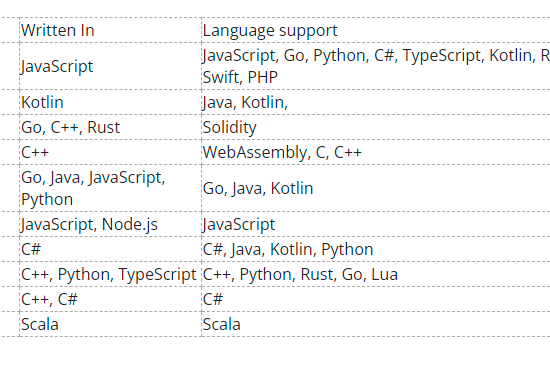 Written In Language support
JavaScript JavaScript, Go, Python, C#, TypeScript, Kotlin,
Swift, PHP
Kotlin Java, Kotlin,
Go, C++, Rust Solidity
C++ WebAssembly, C, C++
Go, Java, JavaScript,
Python Go, Java, Kotlin
JavaScript, Node.js JavaScript
C# C#, Java, Kotlin, Python
C++, Python, TypeScript C++, Python, Rust, Go, Lua
C++, C# C#
Scala Scala